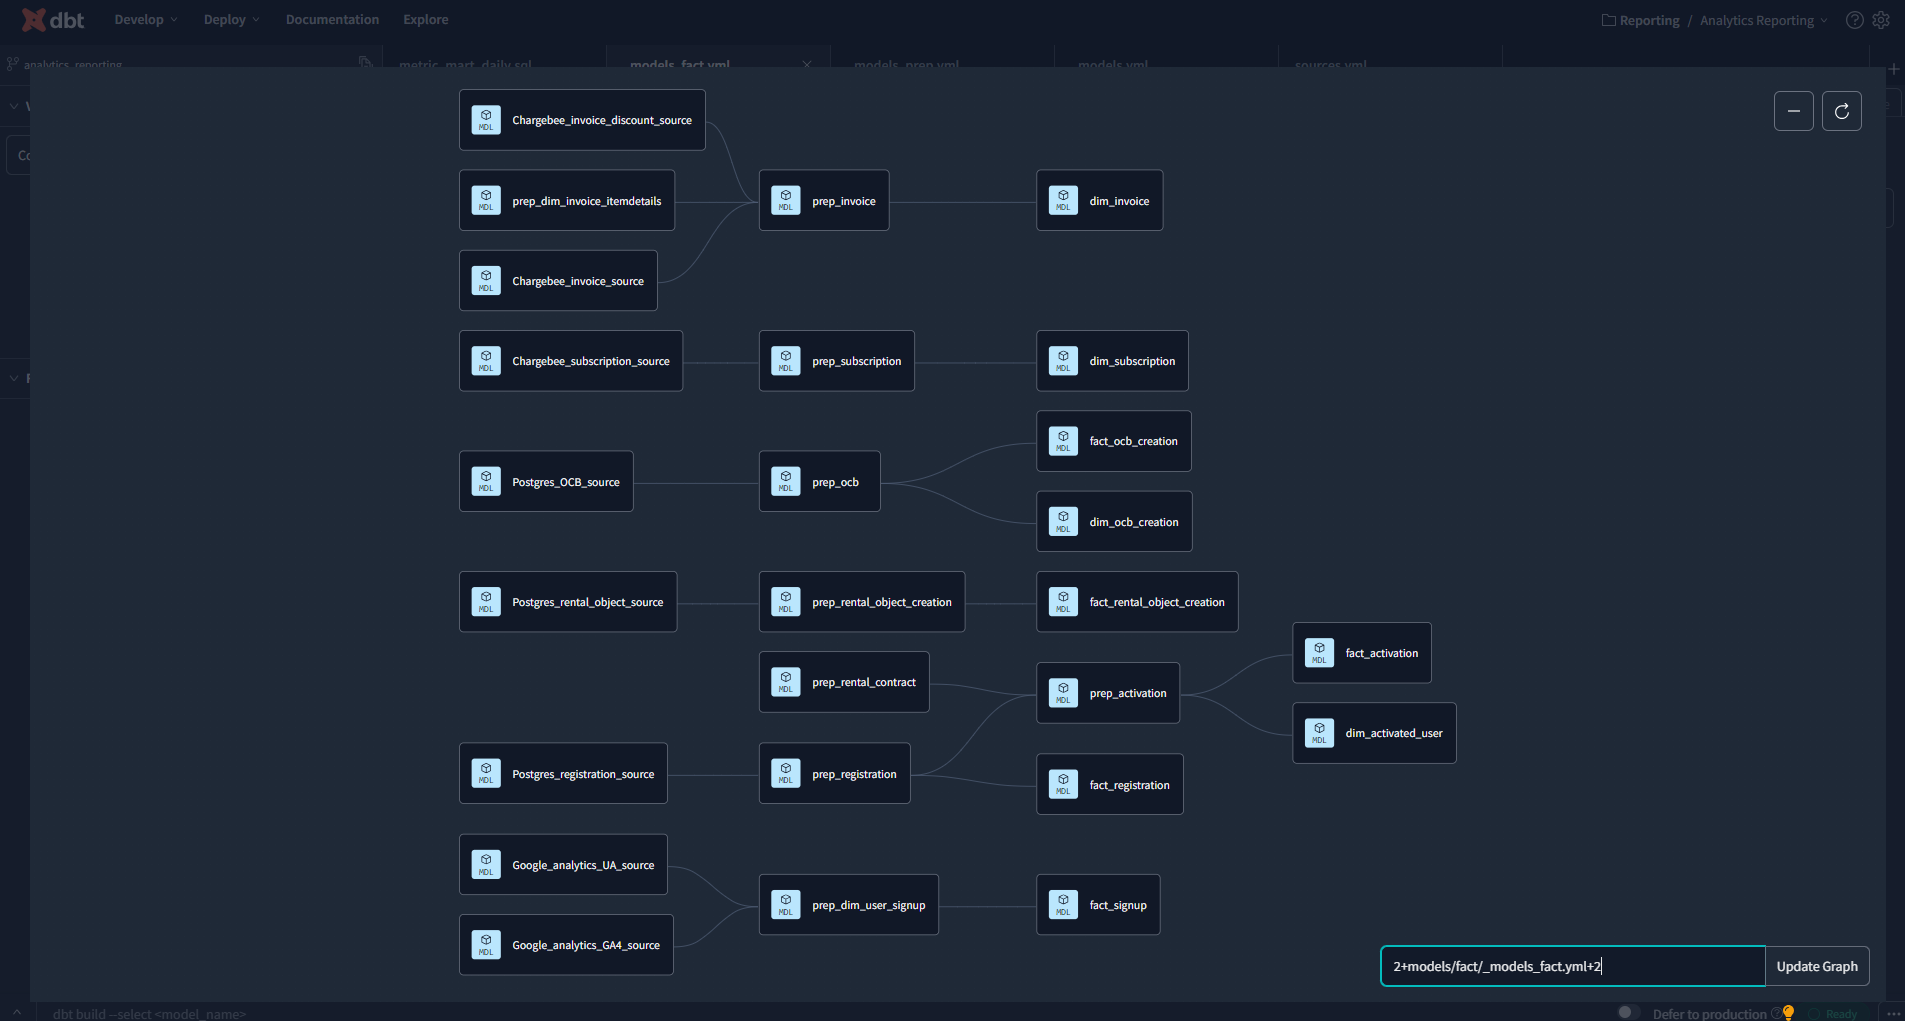 dbt
Develop
Deploy
Documentation
Explore
Reporting / Analytics Reporting
analytics_reporting
metric_mart_daily.sql
models_fact.yml
models_prep.yml
models.yml
sources.yml
MDL Chargebee_invoice_discount_source
MDL prep_dim_invoice_itemdetails
MDL prep_invoice
MDL dim_invoice
MDL Chargebee_invoice_source
MDL Chargebee_subscription_source
MDL prep_subscription
MDL dim_subscription
MDL fact_ocb_creation
MDL Postgres_OCB_source
MDL prep_ocb
MDL dim_ocb_creation
MDL Postgres_rental_object_source
MDL prep_rental_object_creation
MDL fact_rental_object_creation
MDL fact_activation
MDL prep_rental_contract
MDL prep_activation
MDL dim_activated_user
MDL Postgres_registration_source
MDL prep_registration
MDL fact_registration
MDL Google_analytics_UA_source
MDL prep_dim_user_signup
MDL fact_signup
MDL Google_analytics_GA4_source
2+models/fact/_models_fact.yml+2
Update Graph
dbt build --select <model_name>
Defer to production
Ready